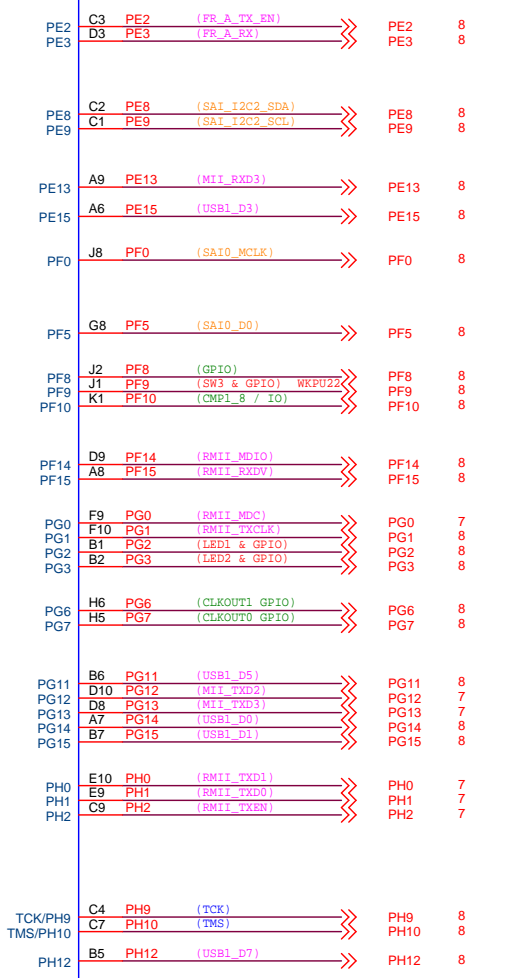 PE2 C3 PE2 (FR_A_TX_EN) PE2 8
PE3 D3 PE3 (FR_A_RX) PE3 8
PE8 C2 PE8 (SAI_I2C2_SDA) PE8 8
PE9 C1 PE9 (SAI_I2C2_SCL) PE9 8
PE13 A9 PE13 (MII_RXD3) PE13 8
PE15 A6 PE15 (USB1_D3) PE15 8
PF0 J8 PF0 (SAI0_MCLK) PF0 8
PF5 G8 PF5 (SAI0_D0) PF5 8
PF8 J2 PF8 (GPIO) PF8 8
PF9 J1 PF9 (SW3 & GPIO) WKPU22 PF9 8
PF10 K1 PF10 (CMP1_8 / IO) PF10 8
PF14 D9 PF14 (RMII_MDIO) PF14 8
PF15 A8 PF15 (RMII_RXDV) PF15 8
PG0 F9 PG0 (RMII_MDC) PG0 7
PG1 F10 PG1 (RMII_TXCLK) PG1 8
PG2 B1 PG2 (LED1 & GPIO) PG2 8
PG3 B2 PG3 (LED2 & GPIO) PG3 8
PG6 H6 PG6 (CLKOUT1 GPIO) PG6 8
PG7 H5 PG7 (CLKOUT0 GPIO) PG7 8
PG11 B6 PG11 (USB1_D5) PG11 8
PG12 D10 PG12 (MII_TXD2) PG12 7
PG13 D8 PG13 (MII_TXD3) PG13 7
PG14 A7 PG14 (USB1_D0) PG14 8
PG15 B7 PG15 (USB1_D1) PG15 8
PH0 E10 PH0 (RMII_TXD1) PH0 7
PH1 E9 PH1 (RMII_TXD0) PH1 7
PH2 C9 PH2 (RMII_TXEN) PH2 7
TCK/PH9 C4 PH9 (TCK) PH9 8
TMS/PH10 C7 PH10 (TMS) PH10 8
PH12 B5 PH12 (USB1_D7) PH12 8